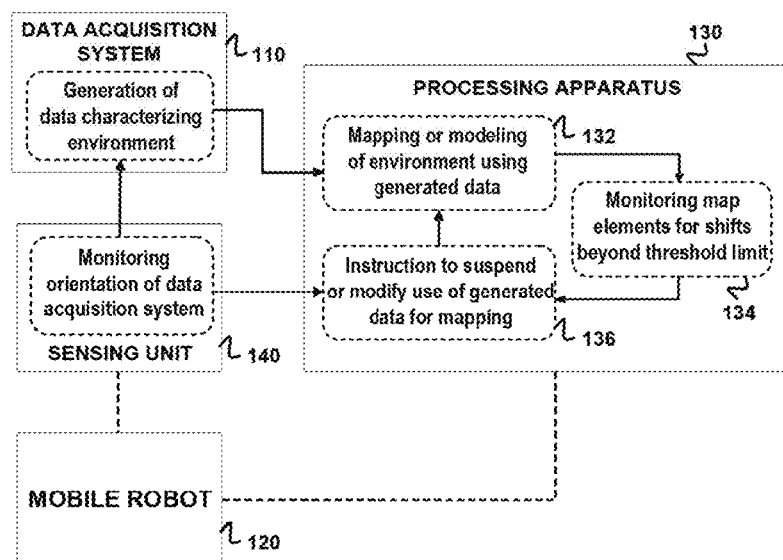 DATA ACQUISITION
SYSTEM
110
Generation of
data characterizing
environment
130
PROCESSING APPARATUS
Mapping or modeling
of environment using
generated data
132
Monitoring map
elements for shifts
beyond threshold limit
134
Monitoring
orientation of data
acquisition system
SENSING UNIT
140
Instruction to suspend
or modify use of generated
data for mapping
136
MOBILE ROBOT
120